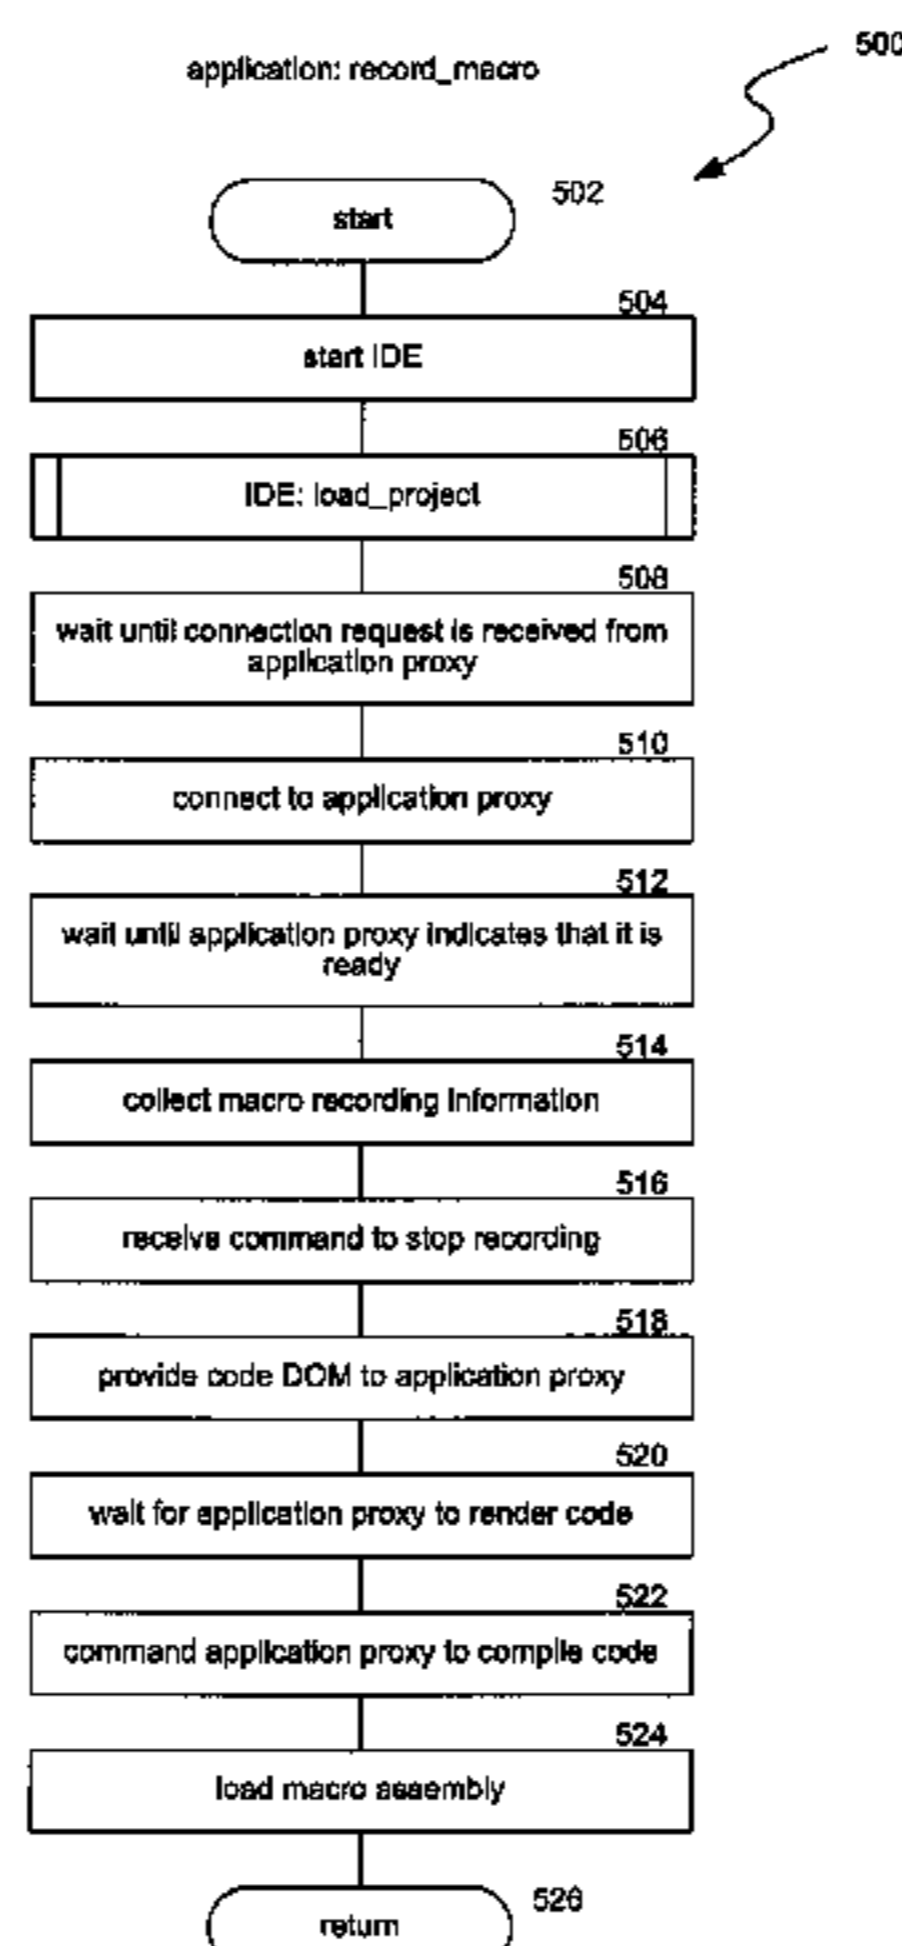 500
application: record_macro
502
start
504
start IDE
506
IDE: load_project
508
wait until connection request is received from
application proxy
510
connect to application proxy
512
wait until application proxy indicates that it is
ready
514
collect macro recording information
516
receive command to stop recording
518
provide code DOM to application proxy
520
wait for application proxy to render code
522
command application proxy to compile code
524
load macro assembly
526
return